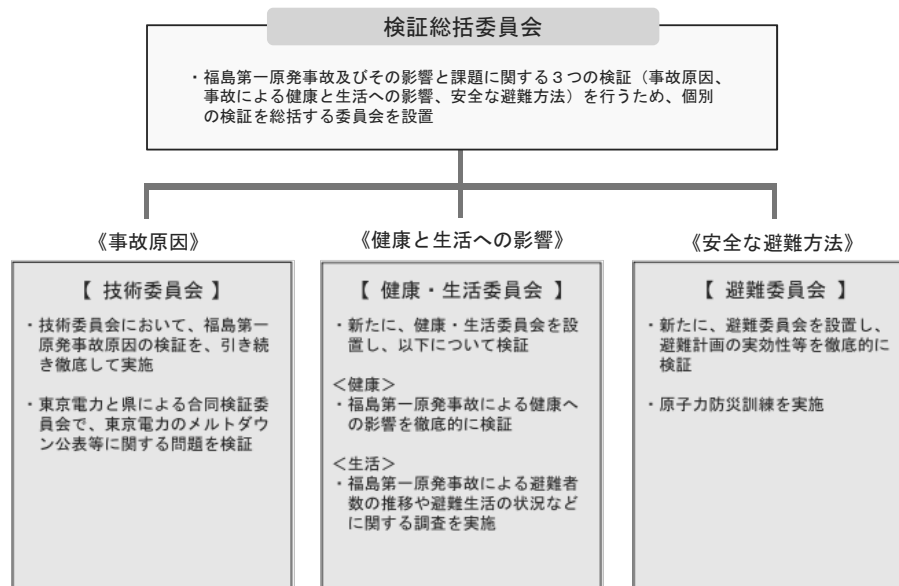 検証総括委員会
・福島第一原発事故及びその影響と課題に関する３つの検証（事故原因、
事故による健康と生活への影響、安全な避難方法）を行うため、個別
の検証を総括する委員会を設置
《事故原因》
【 技術委員会 】
・技術委員会において、福島第一
原発事故原因の検証を、引き続
き徹底して実施
・東京電力と県による合同検証委
員会で、東京電力のメルトダウ
ン公表等に関する問題を検証
《健康と生活への影響》
【 健康・生活委員会 】
・新たに、健康・生活委員会を設
置し、以下について検証
＜健康＞
・福島第一原発事故による健康へ
の影響を徹底的に検証
＜生活＞
・福島第一原発事故による避難者
数の推移や避難生活の状況など
に関する調査を実施
《安全な避難方法》
【 避難委員会 】
・新たに、避難委員会を設置し、
避難計画の実効性等を徹底的に
検証
・原子力防災訓練を実施